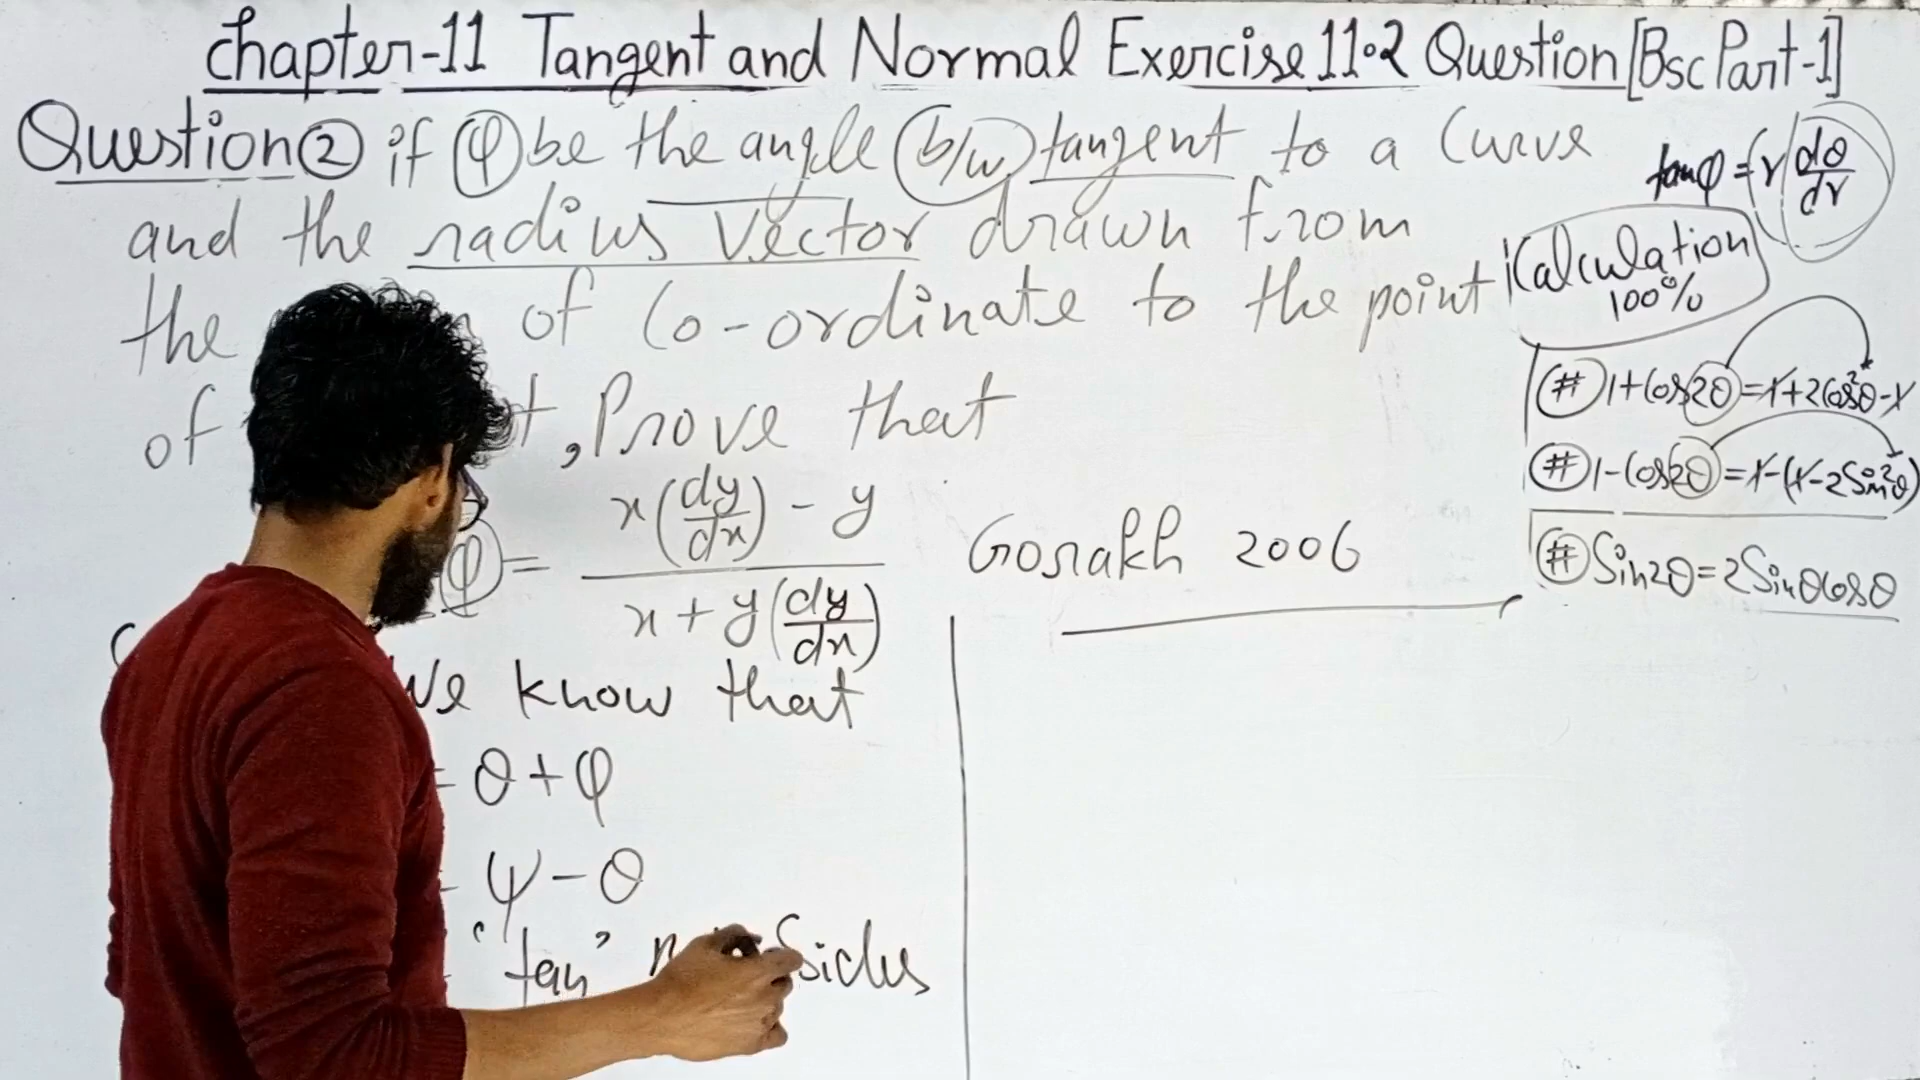 Chapter-11 Tangent and Normal Exercise 11.2 Question [Bsc Part-1]
Question ② if φ be the angle b/w tangent to a Curve
and the radius vector drawn from
the of Co-ordinate to the point
of , Prove that
φ = (x(dy/dx) - y) / (x + y(dy/dx))
Gorakh 2006
We know that
= θ + φ
- ψ - θ
"tan" Sides
tanφ = r dθ/dr
Calculation
100%
# 1+Cos2θ = 1+2Cos²θ-1
# 1-Cos2θ = 1-(1-2Sin²θ)
# Sin2θ = 2SinθCosθ